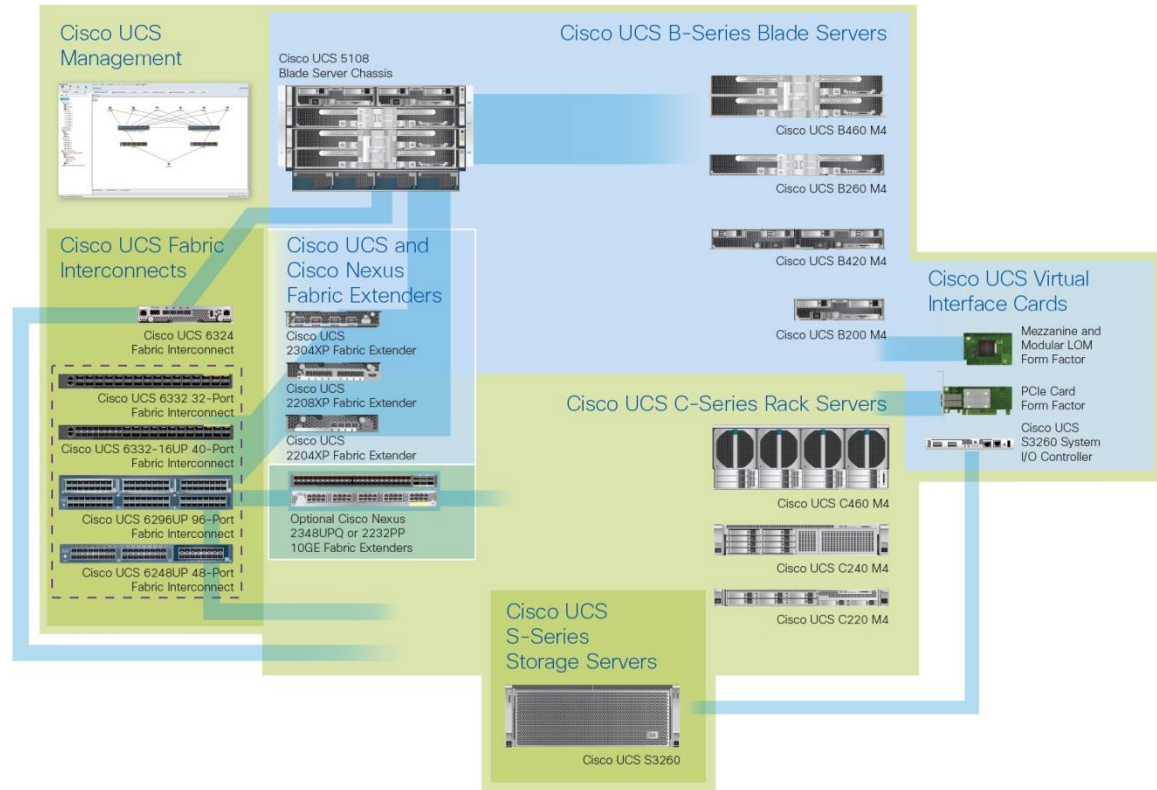 Cisco UCS
Management
Cisco UCS 5108
Blade Server Chassis
Cisco UCS B-Series Blade Servers
Cisco UCS B460 M4
Cisco UCS B260 M4
Cisco UCS B420 M4
Cisco UCS B200 M4
Cisco UCS Fabric
Interconnects
Cisco UCS 6324
Fabric Interconnect
Cisco UCS 6332 32-Port
Fabric Interconnect
Cisco UCS 6332-16UP 40-Port
Fabric Interconnect
Cisco UCS 6296UP 96-Port
Fabric Interconnect
Cisco UCS 6248UP 48-Port
Fabric Interconnect
Cisco UCS and
Cisco Nexus
Fabric Extenders
Cisco UCS
2304XP Fabric Extender
Cisco UCS
2208XP Fabric Extender
Cisco UCS
2204XP Fabric Extender
Optional Cisco Nexus
2348UPQ or 2232PP
10GE Fabric Extenders
Cisco UCS Virtual
Interface Cards
Mezzanine and
Modular LOM
Form Factor
PCIe Card
Form Factor
Cisco UCS
S3260 System
I/O Controller
Cisco UCS C-Series Rack Servers
Cisco UCS C460 M4
Cisco UCS C240 M4
Cisco UCS C220 M4
Cisco UCS
S-Series
Storage Servers
Cisco UCS S3260